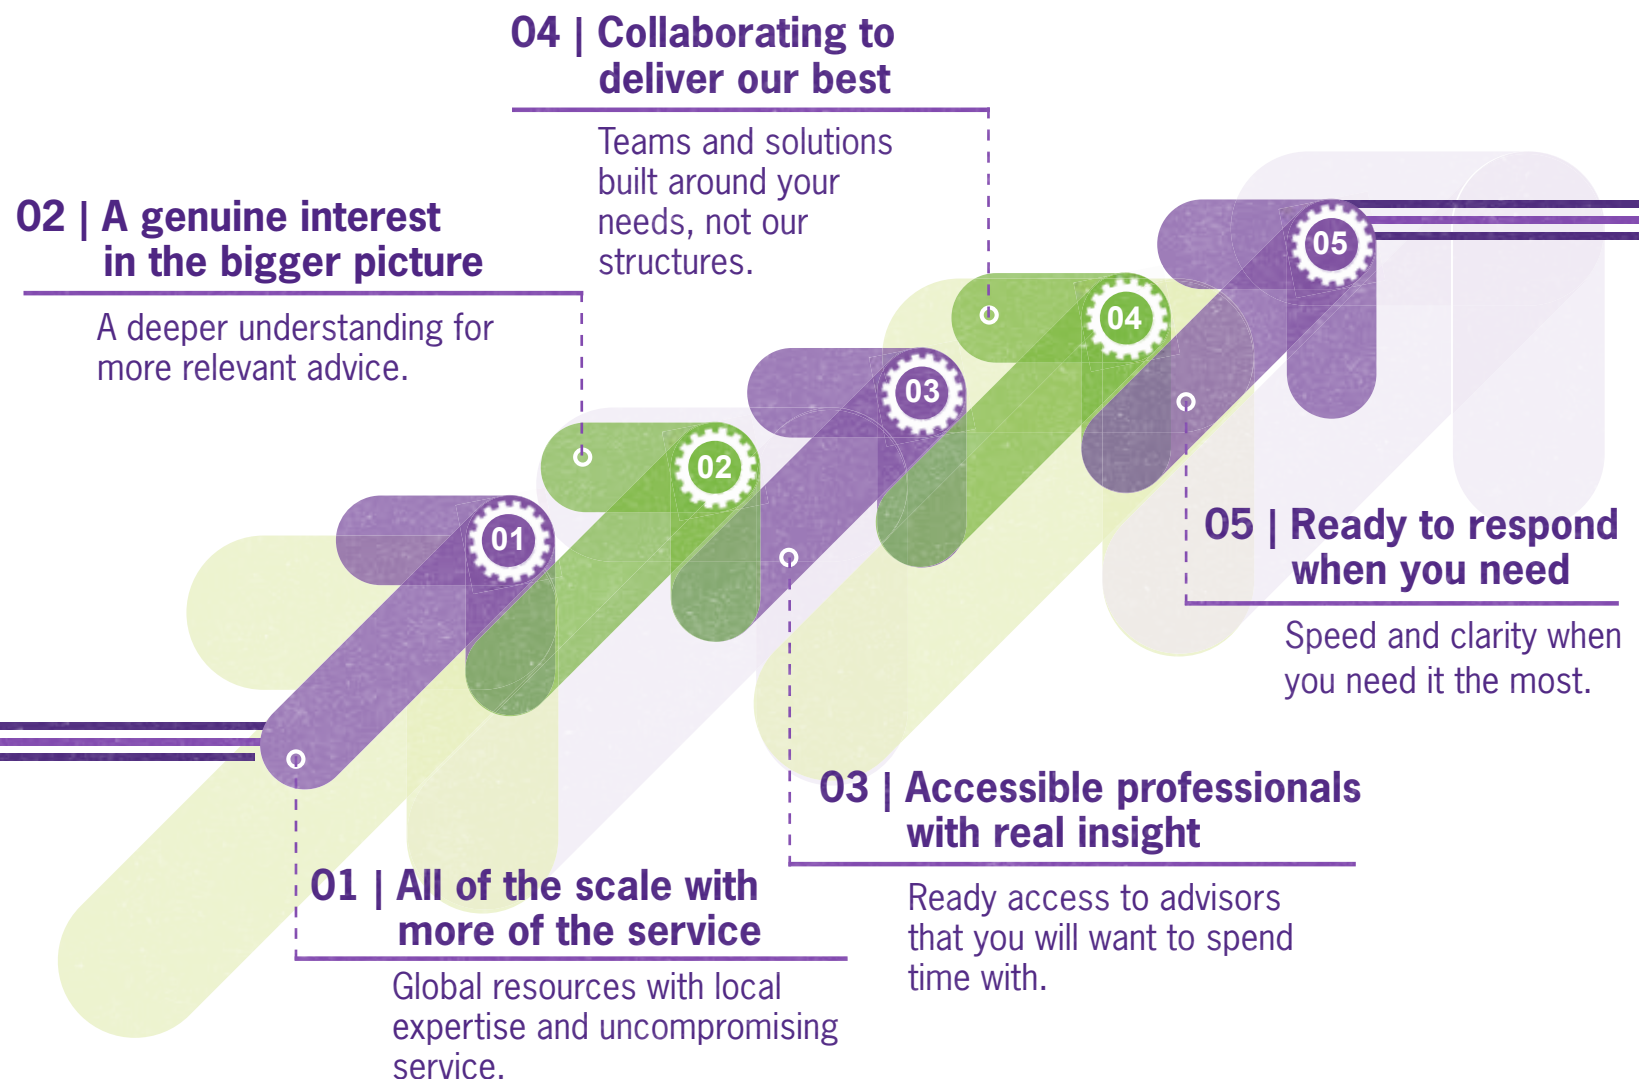 04 | Collaborating to
deliver our best
Teams and solutions
built around your
needs, not our
structures.
02 | A genuine interest
in the bigger picture
A deeper understanding for
more relevant advice.
05
04
03
02
01
05 | Ready to respond
when you need
Speed and clarity when
you need it the most.
03 | Accessible professionals
with real insight
Ready access to advisors
that you will want to spend
time with.
01 | All of the scale with
more of the service
Global resources with local
expertise and uncompromising
service.